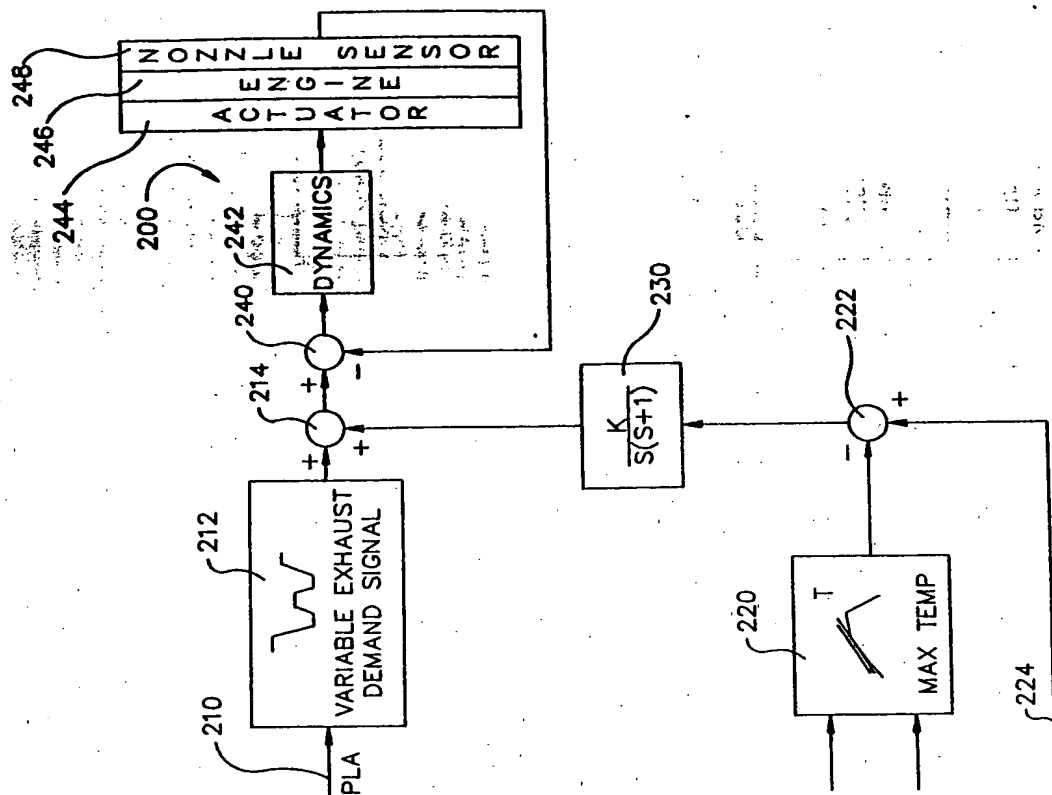 248
246
244
200
NOZZLE SENSOR
ENGINE
ACTUATOR
242
DYNAMICS
240
+
-
214
+
+
212
VARIABLE EXHAUST
DEMAND SIGNAL
210
PLA
230
K
S(S+1)
222
-
+
220
T
MAX TEMP
224